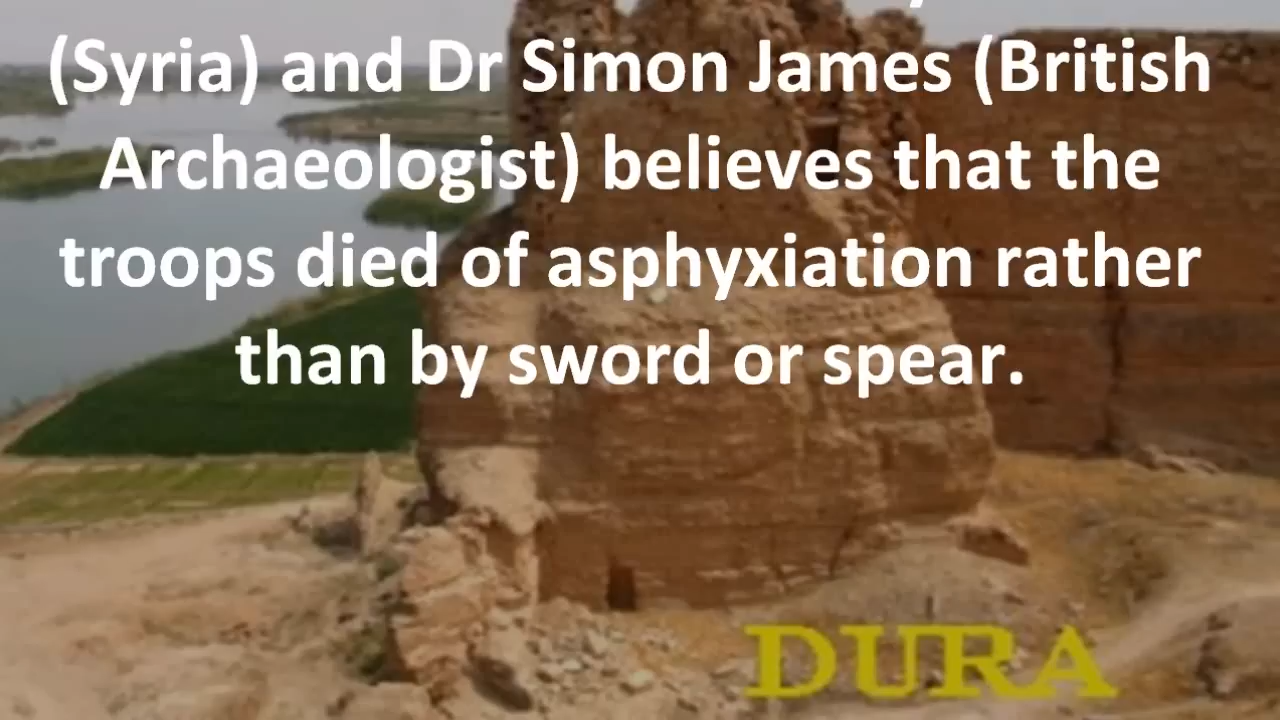 (Syria) and Dr Simon James (British
Archaeologist) believes that the
troops died of asphyxiation rather
than by sword or spear.
DURA